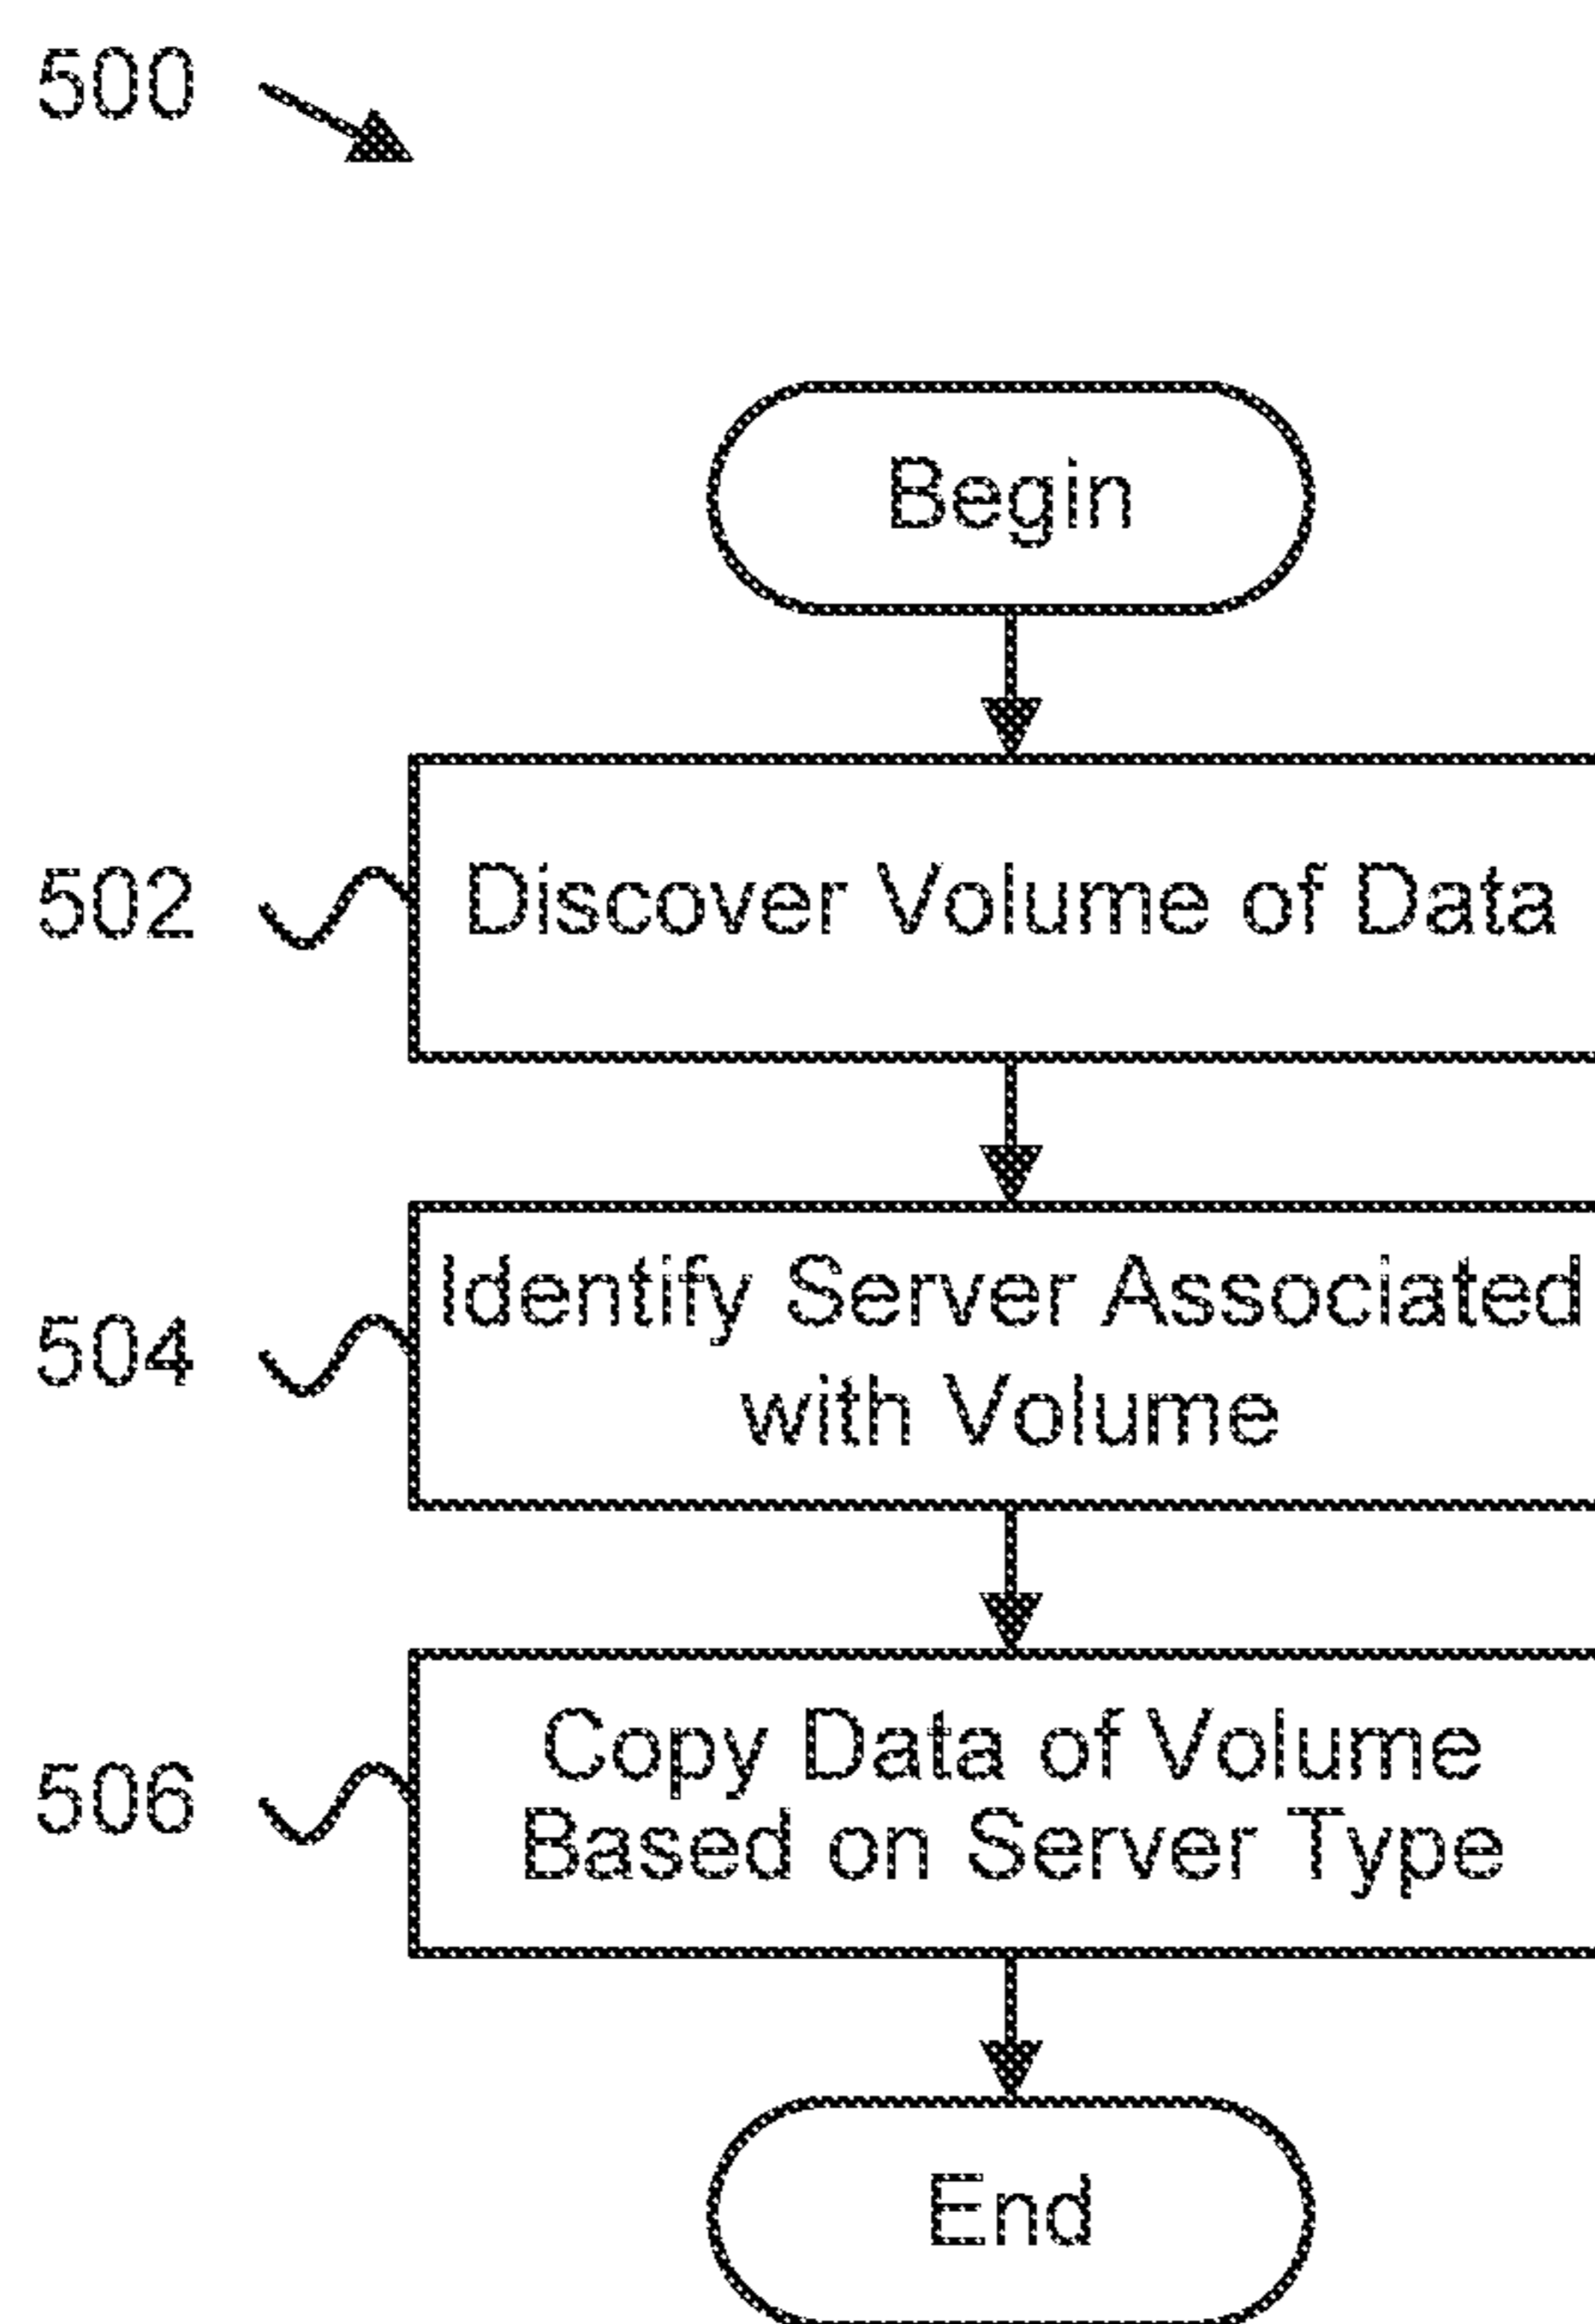 500
Begin
502
Discover Volume of Data
504
Identify Server Associated
with Volume
506
Copy Data of Volume
Based on Server Type
End